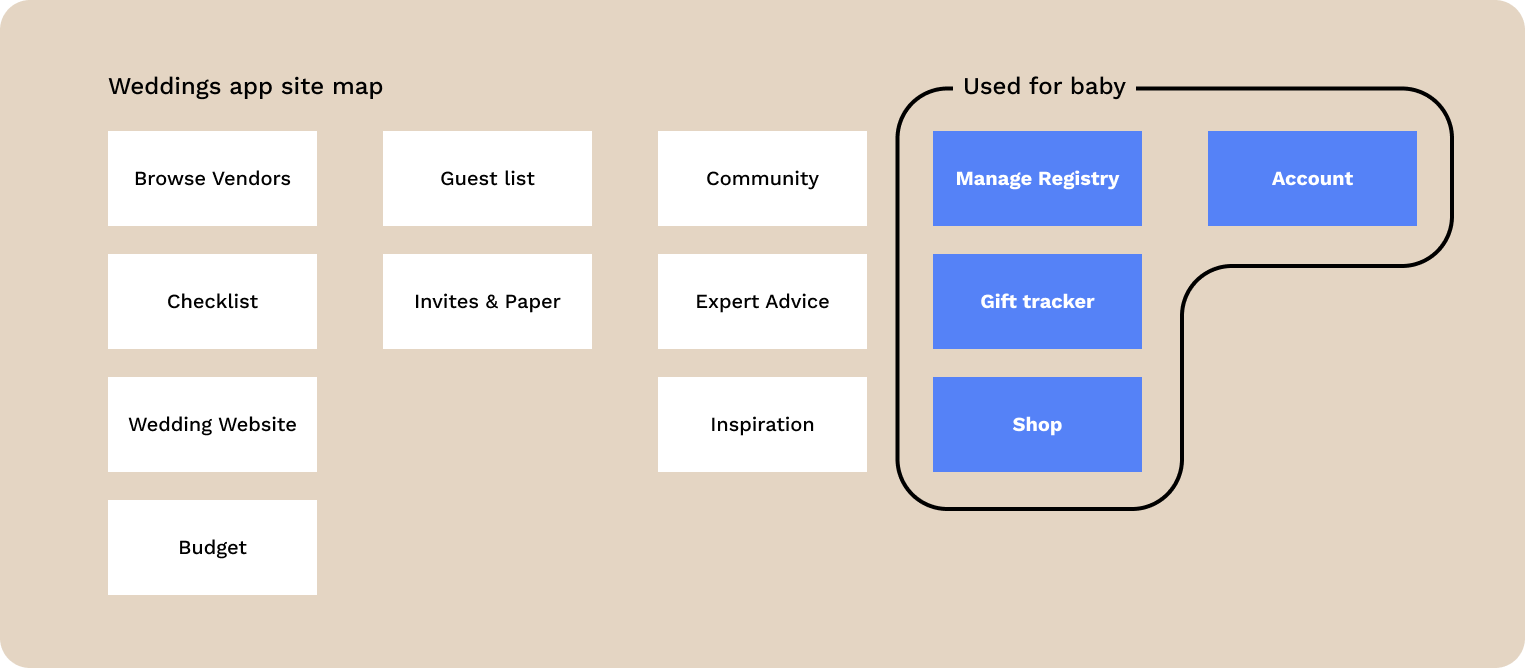 Weddings app site map
Used for baby
Browse Vendors
Guest list
Community
Manage Registry
Account
Checklist
Invites & Paper
Expert Advice
Gift tracker
Wedding Website
Inspiration
Shop
Budget